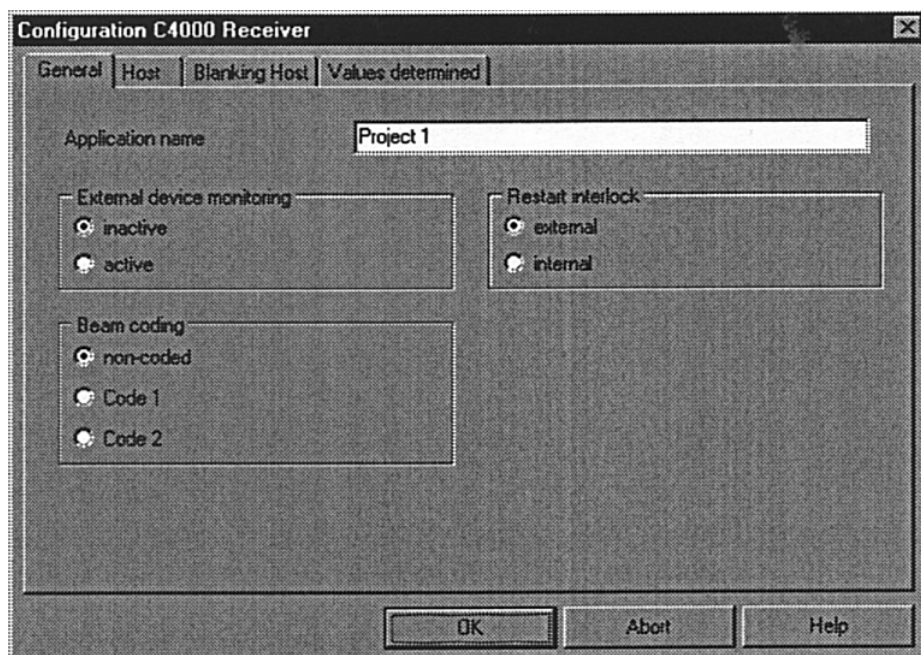 Configuration C4000 Receiver
General Host Blanking Host Values determined
Application name Project 1
External device monitoring Restart interlock
inactive external
active internal
Beam coding
non-coded
Code 1
Code 2
OK Abort Help